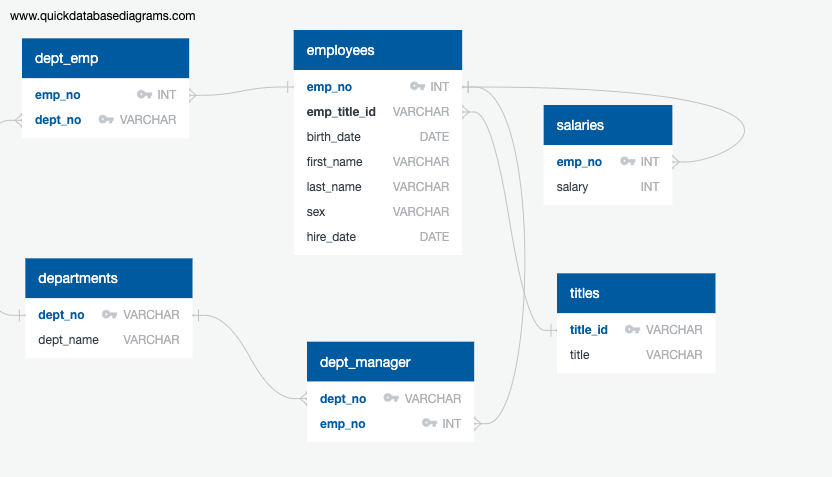 www.quickdatabasediagrams.com
dept_emp
emp_no INT
dept_no VARCHAR
employees
emp_no INT
emp_title_id VARCHAR
birth_date DATE
first_name VARCHAR
last_name VARCHAR
sex VARCHAR
hire_date DATE
salaries
emp_no INT
salary INT
departments
dept_no VARCHAR
dept_name VARCHAR
titles
title_id VARCHAR
title VARCHAR
dept_manager
dept_no VARCHAR
emp_no INT